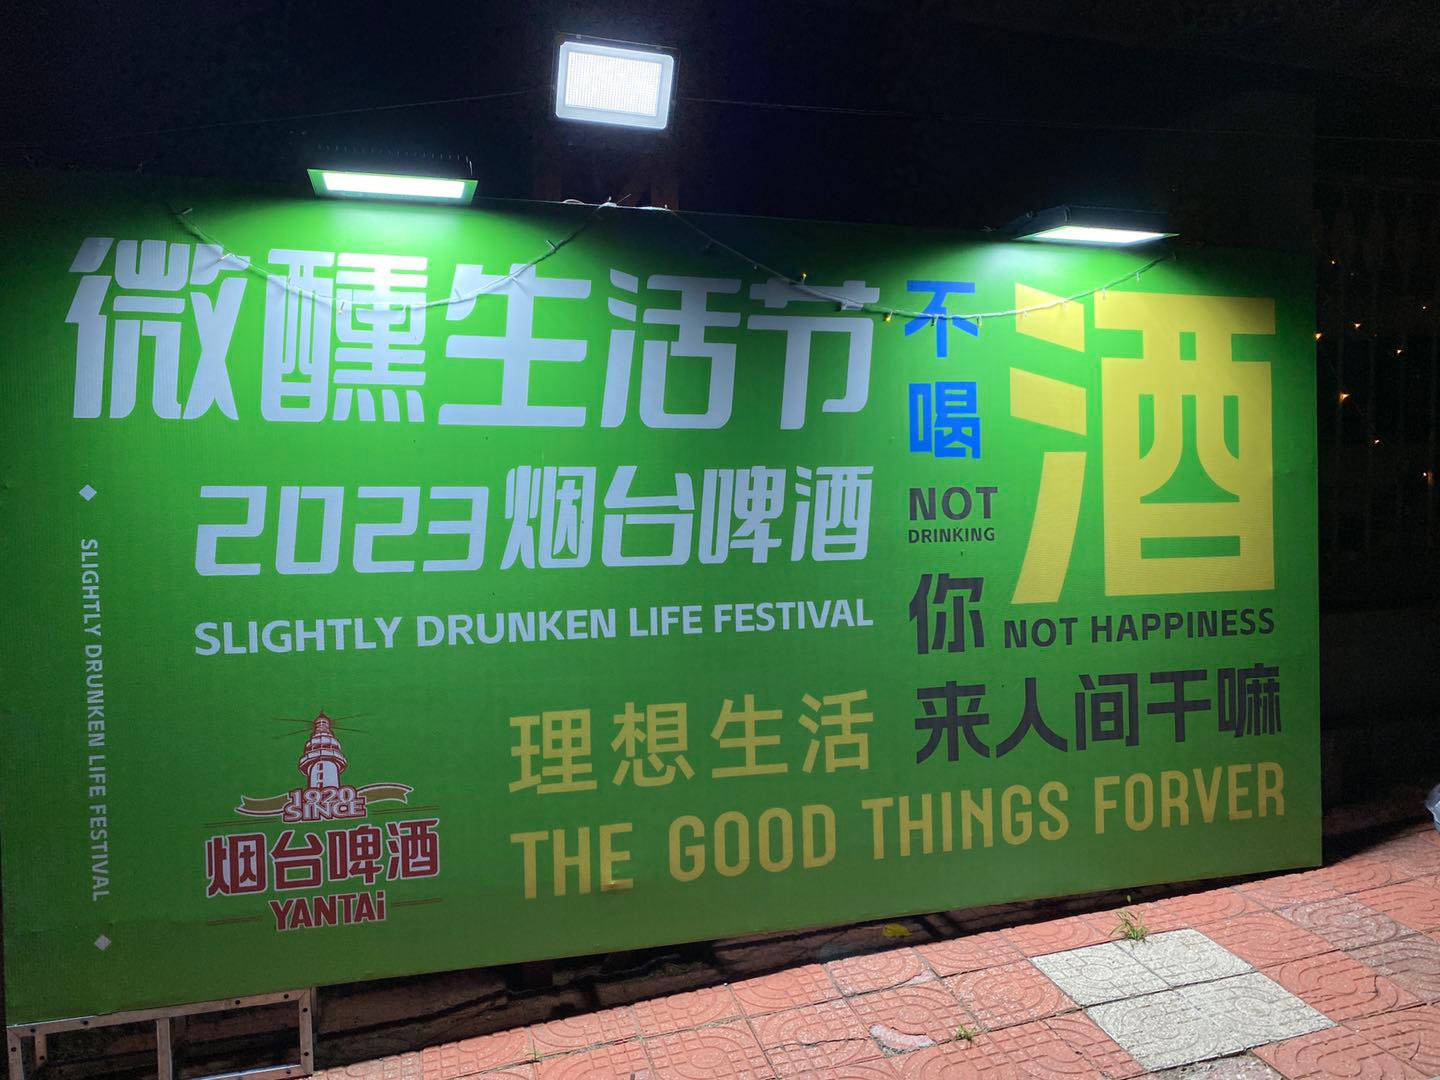 微醺生活节
2023烟台啤酒
SLIGHTLY DRUNKEN LIFE FESTIVAL
不喝酒
NOT
DRINKING
NOT HAPPINESS
你
来人间干嘛
理想生活
THE GOOD THINGS FORVER
SLIGHTLY DRUNKEN LIFE FESTIVAL
1920
SINCE
烟台啤酒
YANTAi